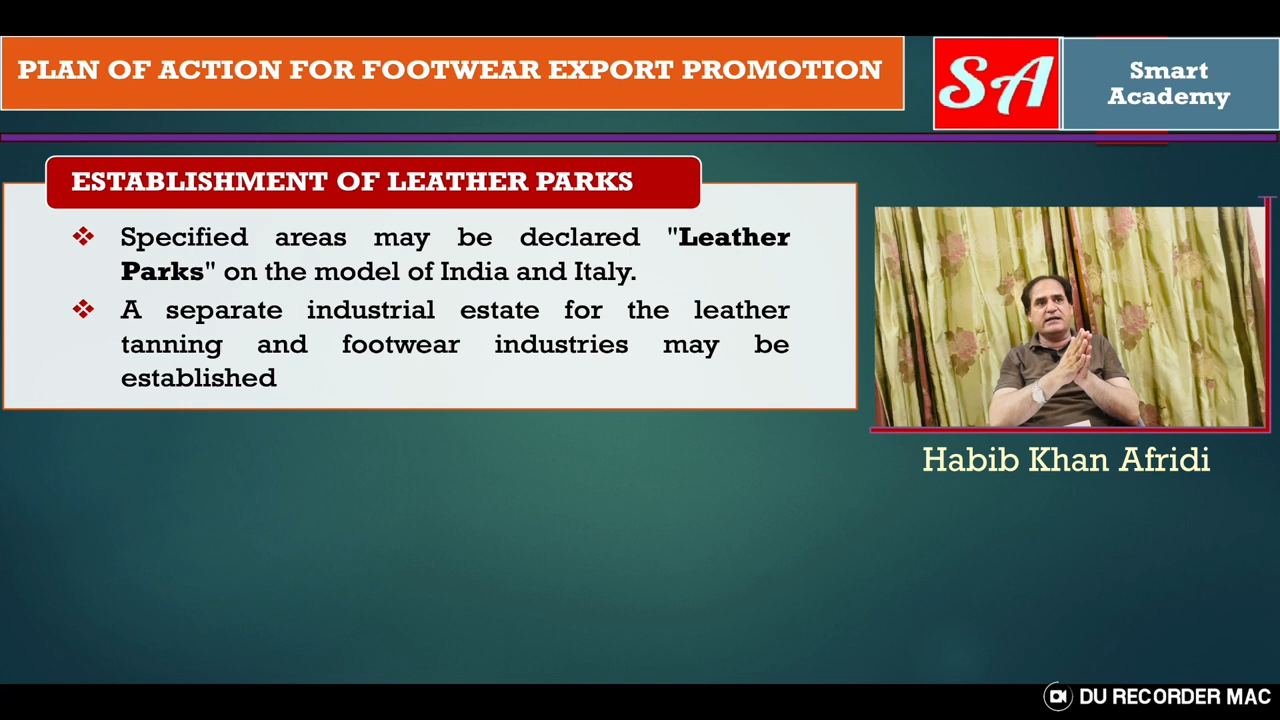 PLAN OF ACTION FOR FOOTWEAR EXPORT PROMOTION
SA
Smart
Academy
ESTABLISHMENT OF LEATHER PARKS
Specified areas may be declared "Leather
Parks" on the model of India and Italy.
A separate industrial estate for the leather
tanning and footwear industries may be
established
Habib Khan Afridi
DU RECORDER MAC